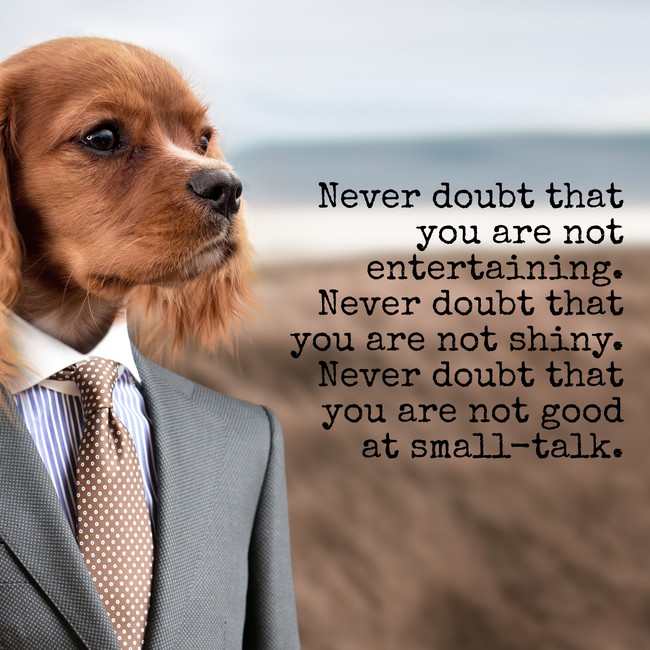 Never doubt that
you are not
entertaining.
Never doubt that
you are not shiny.
Never doubt that
you are not good
at small-talk.